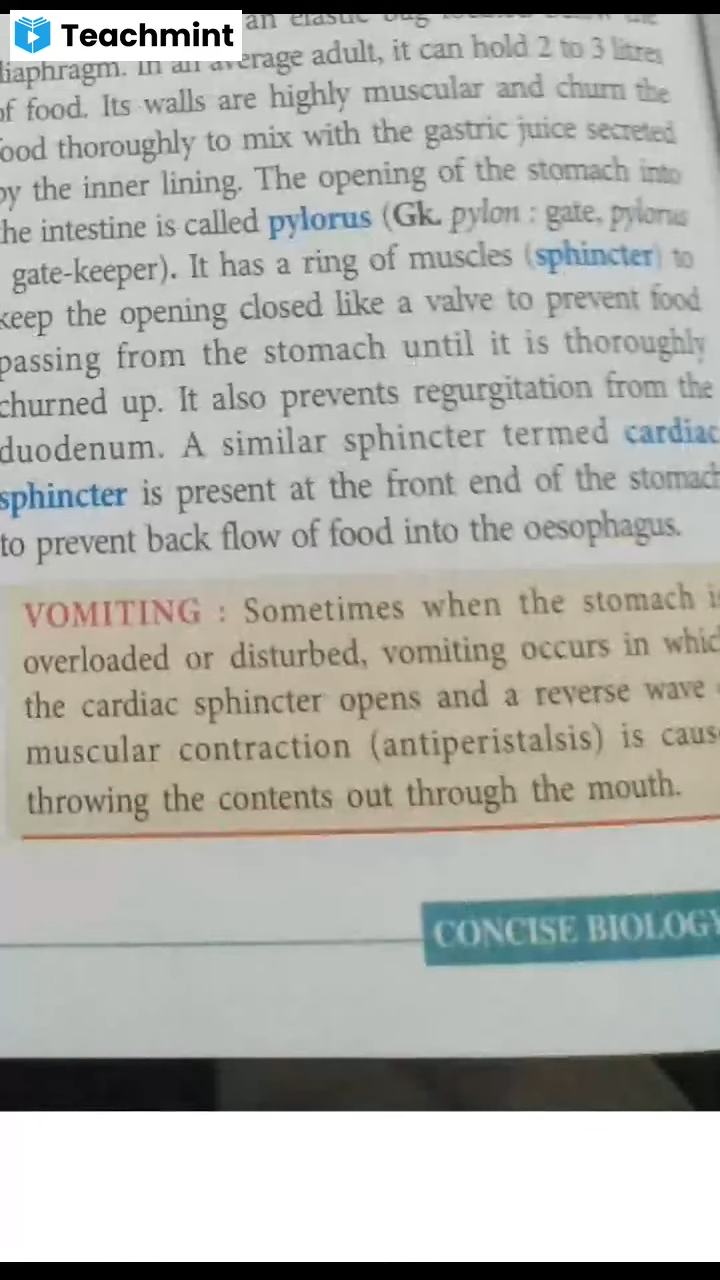 Teachmint
an elastic bag located below the
diaphragm. In an average adult, it can hold 2 to 3 litres
of food. Its walls are highly muscular and churn the
ood thoroughly to mix with the gastric juice secreted
by the inner lining. The opening of the stomach into
he intestine is called pylorus (Gk. pylon : gate, pylorus
gate-keeper). It has a ring of muscles (sphincter) to
keep the opening closed like a valve to prevent food
passing from the stomach until it is thoroughly
churned up. It also prevents regurgitation from the
duodenum. A similar sphincter termed cardiac
sphincter is present at the front end of the stomach
to prevent back flow of food into the oesophagus.
VOMITING : Sometimes when the stomach is
overloaded or disturbed, vomiting occurs in whic
the cardiac sphincter opens and a reverse wave
muscular contraction (antiperistalsis) is caus
throwing the contents out through the mouth.
CONCISE BIOLOGY